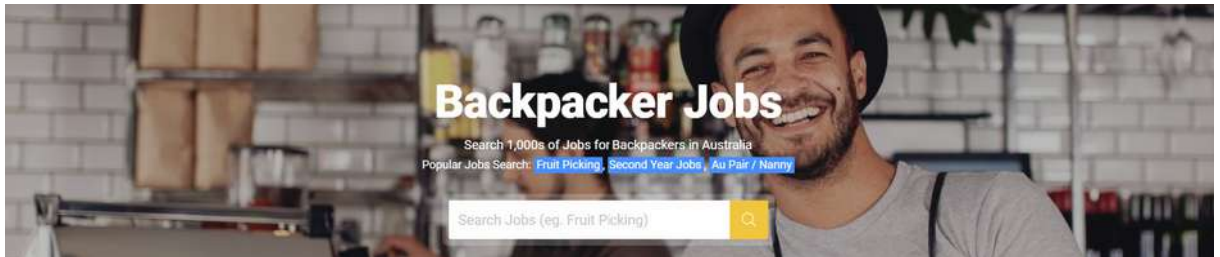 Backpacker Jobs
Search 1,000s of Jobs for Backpackers in Australia
Popular Jobs Search: Fruit Picking, Second Year Jobs, Au Pair / Nanny
Search Jobs (eg. Fruit Picking)